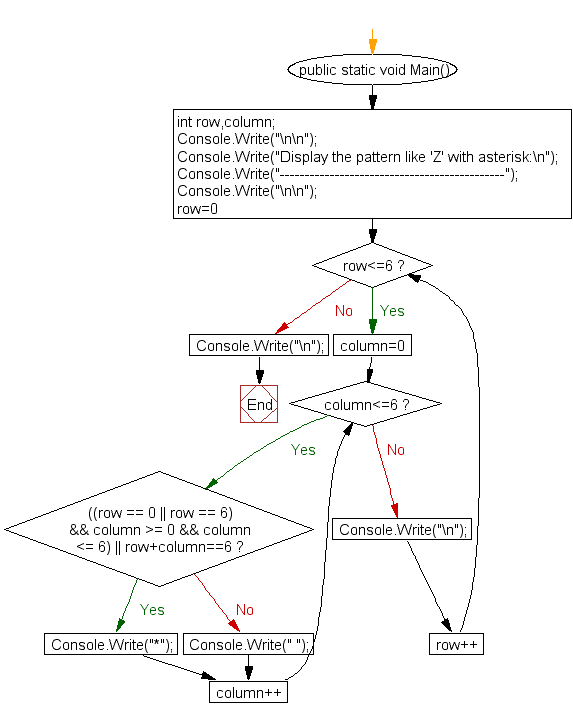 public static void Main()
int row,column;
Console.Write("\n\n");
Console.Write("Display the pattern like 'Z' with asterisk:\n");
Console.Write("---------------------------------------------");
Console.Write("\n\n");
row=0
row<=6 ?
No
Yes
Console.Write("\n");
column=0
End
column<=6 ?
Yes
No
((row == 0 || row == 6)
&& column >= 0 && column
<= 6) || row+column==6 ?
Console.Write("\n");
Yes
No
Console.Write("*");
Console.Write(" ");
row++
column++